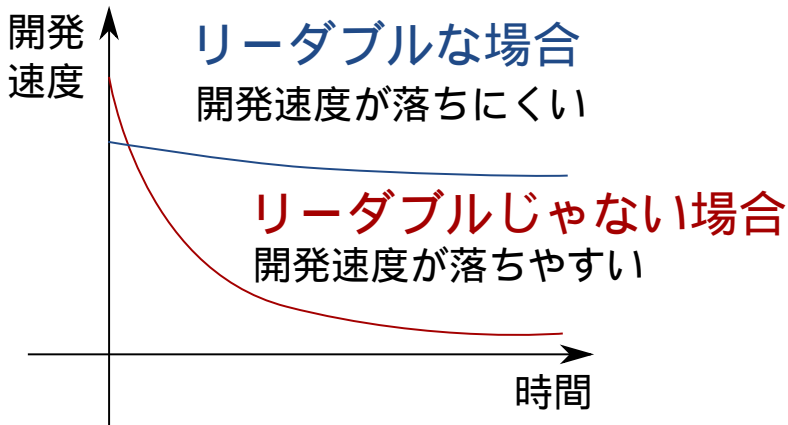 開発
速度
リーダブルな場合
開発速度が落ちにくい
リーダブルじゃない場合
開発速度が落ちやすい
時間